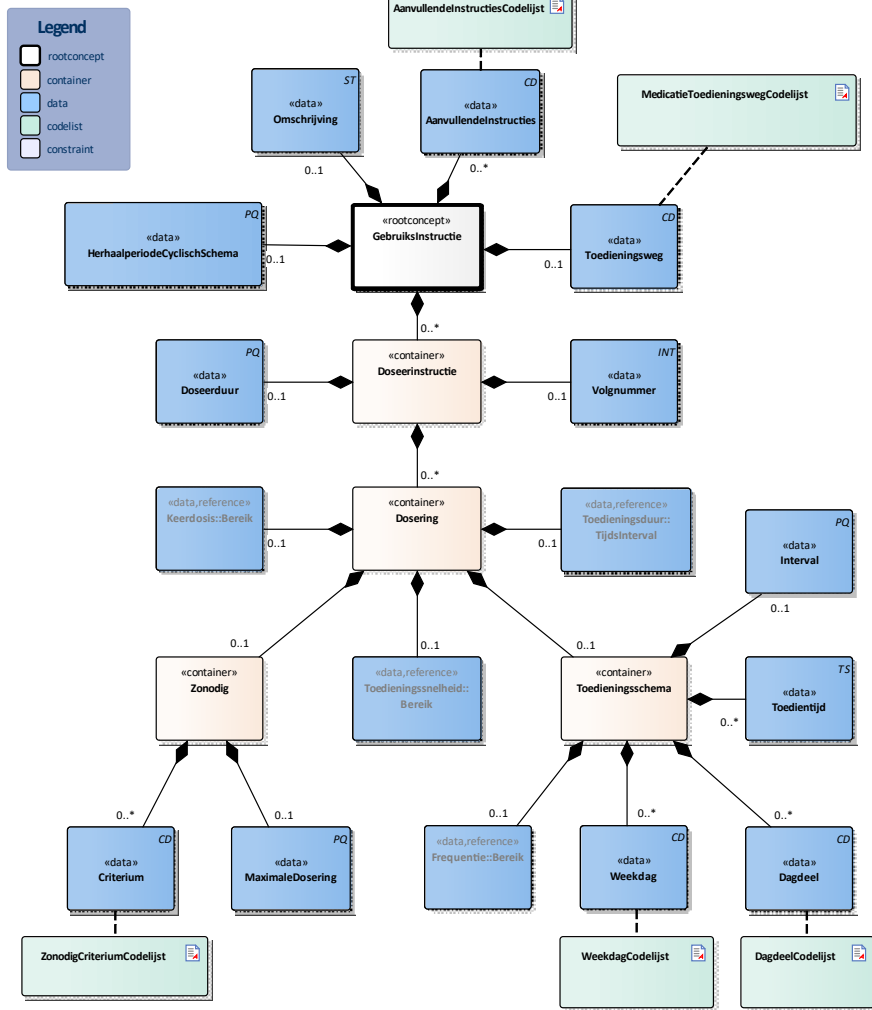 AanvullendeInstructiesCodelijst
Legend
rootconcept
container
data
codelist
constraint
ST
«data»
Omschrijving
CD
«data»
AanvullendeInstructies
MedicatieToedieningswegCodelijst
0..1
0..*
PQ
«data»
HerhaalperiodeCyclischSchema
0..1
«rootconcept»
GebruiksInstructie
CD
«data»
Toedieningsweg
0..1
0..*
PQ
«data»
Doseerduur
0..1
«container»
Doseerinstructie
INT
«data»
Volgnummer
0..1
0..*
«data,reference»
Keerdosis::Bereik
0..1
«container»
Dosering
«data,reference»
Toedieningsduur::
TijdsInterval
0..1
PQ
«data»
Interval
0..1
0..1
0..1
0..1
«container»
Zonodig
«data,reference»
Toedieningssnelheid::
Bereik
«container»
Toedieningsschema
TS
«data»
Toedientijd
0..*
0..*
0..1
0..1
0..*
0..*
CD
«data»
Criterium
PQ
«data»
MaximaleDosering
«data,reference»
Frequentie::Bereik
CD
«data»
Weekdag
CD
«data»
Dagdeel
ZonodigCriteriumCodelijst
WeekdagCodelijst
DagdeelCodelijst